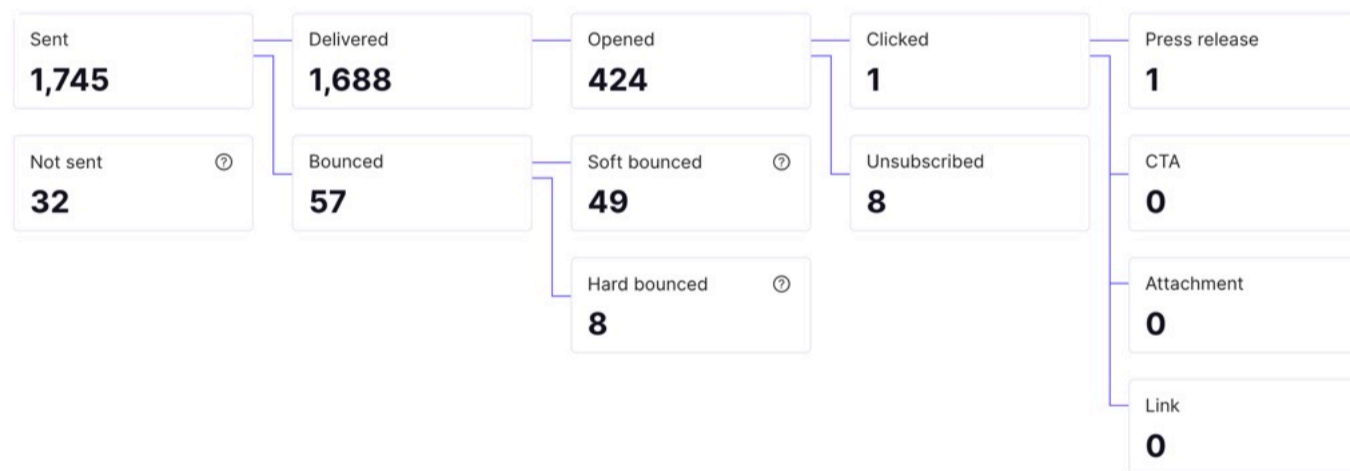 Sent
1,745
Delivered
1,688
Opened
424
Clicked
1
Press release
1
Not sent
32
Bounced
57
Soft bounced
49
Unsubscribed
8
CTA
0
Hard bounced
8
Attachment
0
Link
0